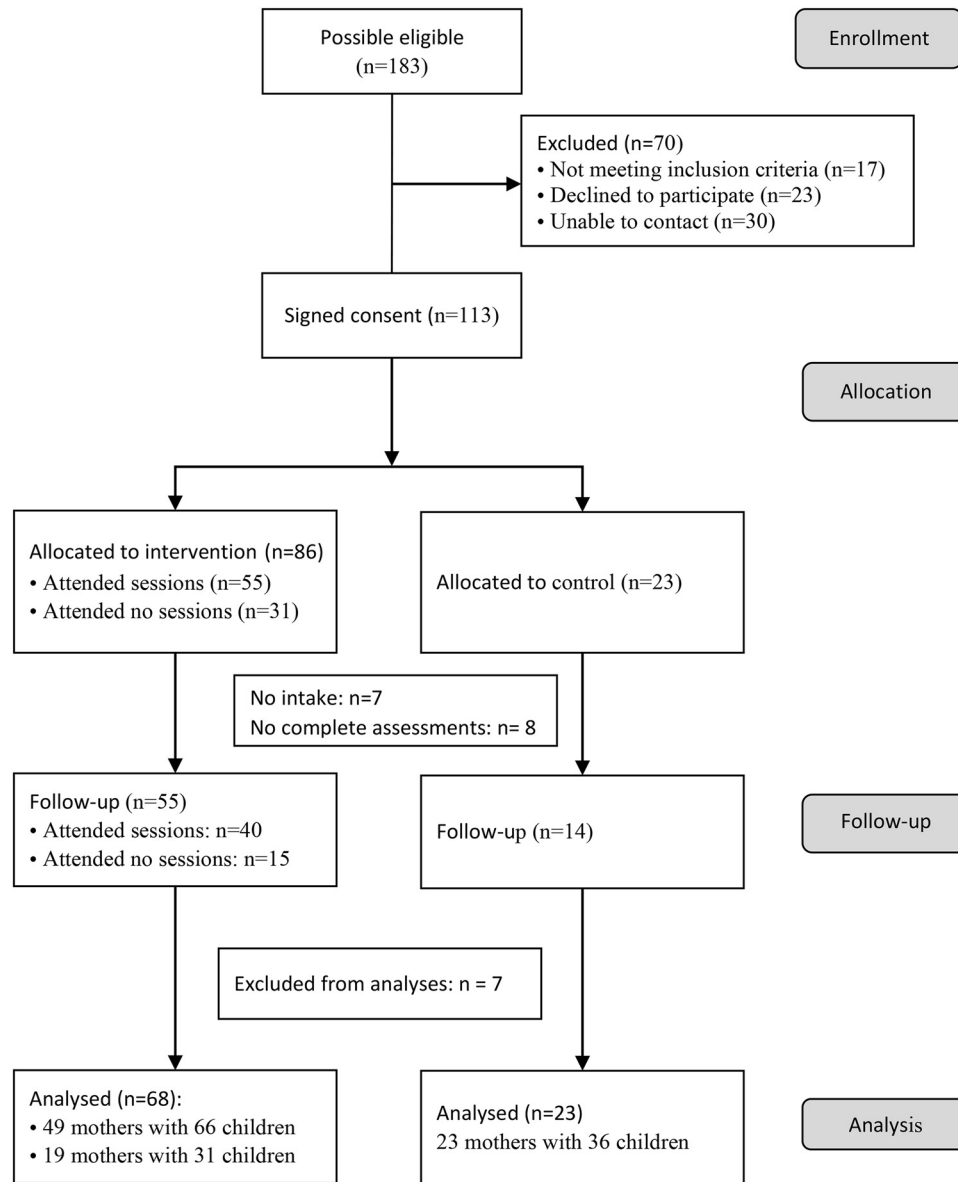 Possible eligible
(n=183)
Enrollment
Excluded (n=70)
• Not meeting inclusion criteria (n=17)
• Declined to participate (n=23)
• Unable to contact (n=30)
Signed consent (n=113)
Allocation
Allocated to intervention (n=86)
• Attended sessions (n=55)
• Attended no sessions (n=31)
Allocated to control (n=23)
No intake: n=7
No complete assessments: n= 8
Follow-up (n=55)
• Attended sessions: n=40
• Attended no sessions: n=15
Follow-up (n=14)
Follow-up
Excluded from analyses: n = 7
Analysed (n=68):
• 49 mothers with 66 children
• 19 mothers with 31 children
Analysed (n=23)
23 mothers with 36 children
Analysis